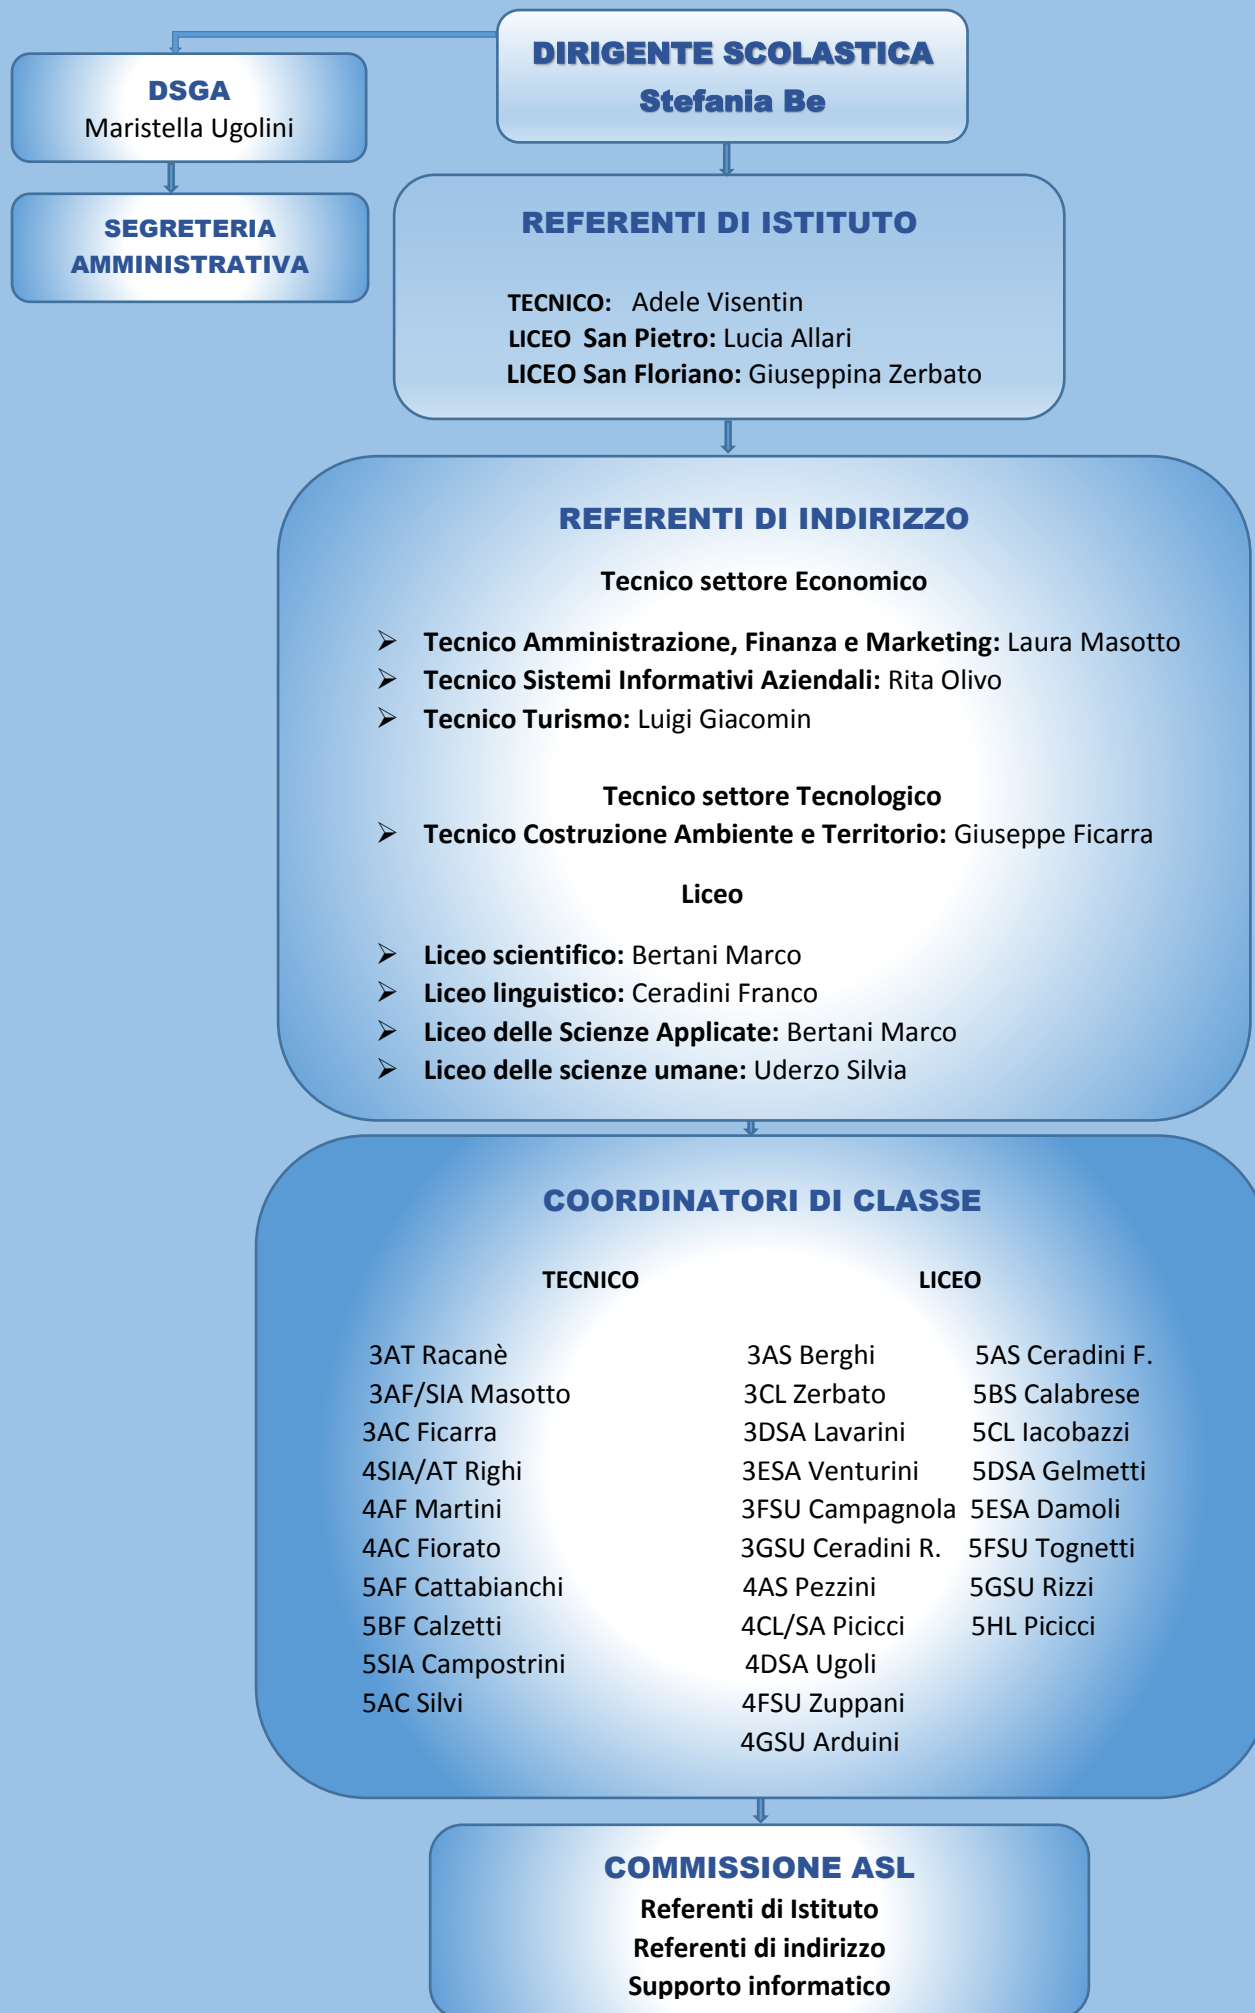 DIRIGENTE SCOLASTICA
Stefania Be
DSGA
Maristella Ugolini
SEGRETERIA
AMMINISTRATIVA
REFERENTI DI ISTITUTO
TECNICO: Adele Visentin
LICEO San Pietro: Lucia Allari
LICEO San Floriano: Giuseppina Zerbato
REFERENTI DI INDIRIZZO
Tecnico settore Economico
➢ Tecnico Amministrazione, Finanza e Marketing: Laura Masotto
➢ Tecnico Sistemi Informativi Aziendali: Rita Olivo
➢ Tecnico Turismo: Luigi Giacomin
Tecnico settore Tecnologico
➢ Tecnico Costruzione Ambiente e Territorio: Giuseppe Ficarra
Liceo
➢ Liceo scientifico: Bertani Marco
➢ Liceo linguistico: Ceradini Franco
➢ Liceo delle Scienze Applicate: Bertani Marco
➢ Liceo delle scienze umane: Uderzo Silvia
COORDINATORI DI CLASSE
TECNICO LICEO
3AT Racanè 3AS Berghi 5AS Ceradini F.
3AF/SIA Masotto 3CL Zerbato 5BS Calabrese
3AC Ficarra 3DSA Lavarini 5CL Iacobazzi
4SIA/AT Righi 3ESA Venturini 5DSA Gelmetti
4AF Martini 3FSU Campagnola 5ESA Damoli
4AC Fiorato 3GSU Ceradini R. 5FSU Tognetti
5AF Cattabianchi 4AS Pezzini 5GSU Rizzi
5BF Calzetti 4CL/SA Picicci 5HL Picicci
5SIA Campostrini 4DSA Ugoli
5AC Silvi 4FSU Zuppani
4GSU Arduini
COMMISSIONE ASL
Referenti di Istituto
Referenti di indirizzo
Supporto informatico